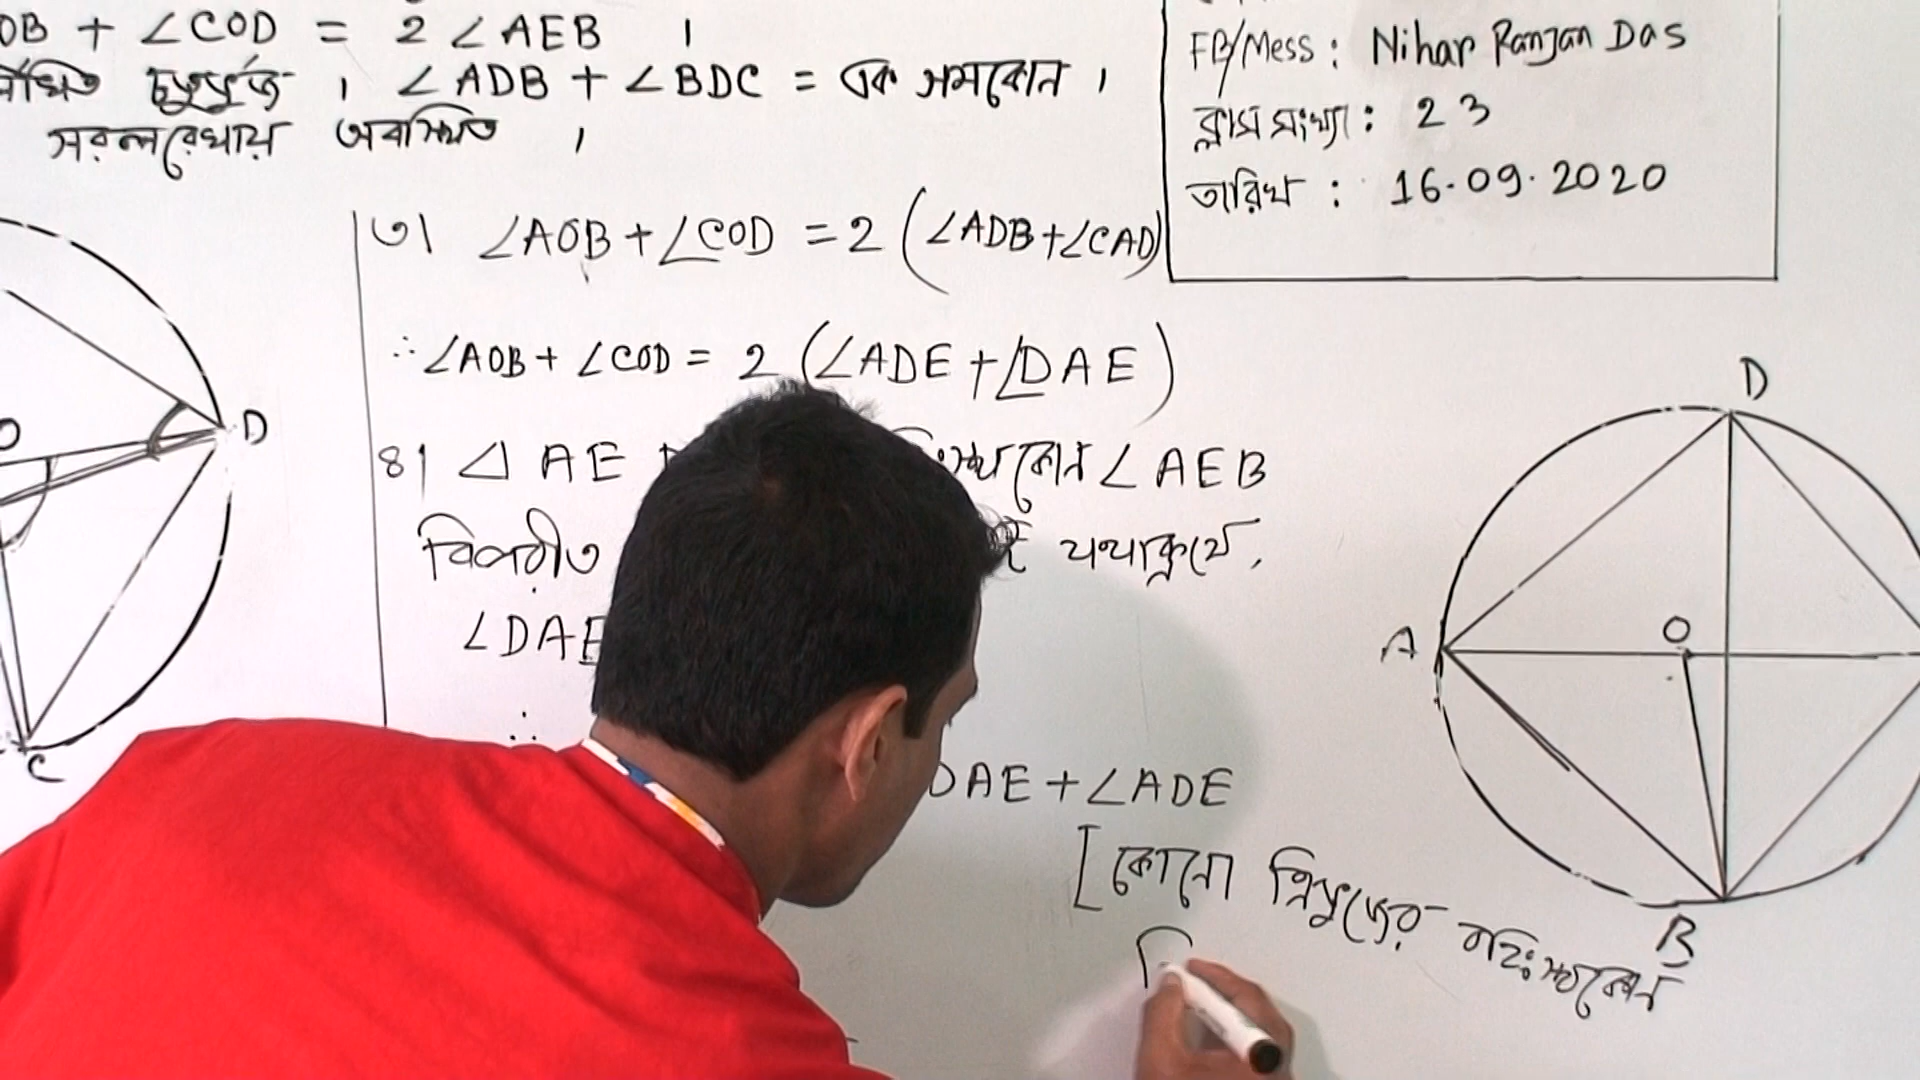 OB + ∠COD = 2 ∠AEB ।
চতুর্ভুজ । ∠ADB + ∠BDC = এক সমকোন ।
সরলরেখায় অবস্থিত ।
FB/Mess : Nihar Ranjan Das
ক্লাস সংখ্যা : 23
তারিখ : 16.09.2020
৩। ∠AOB + ∠COD = 2 (∠ADB+∠CAD)
∴ ∠AOB + ∠COD = 2 (∠ADE + ∠DAE)
৪। △ AE ∠AEB
বিপরীত যথাক্রমে,
∠DAE
∴
DAE + ∠ADE
[কোনো ত্রিভুজের বহিঃস্থকোন
O
D
C
D
A
O
B